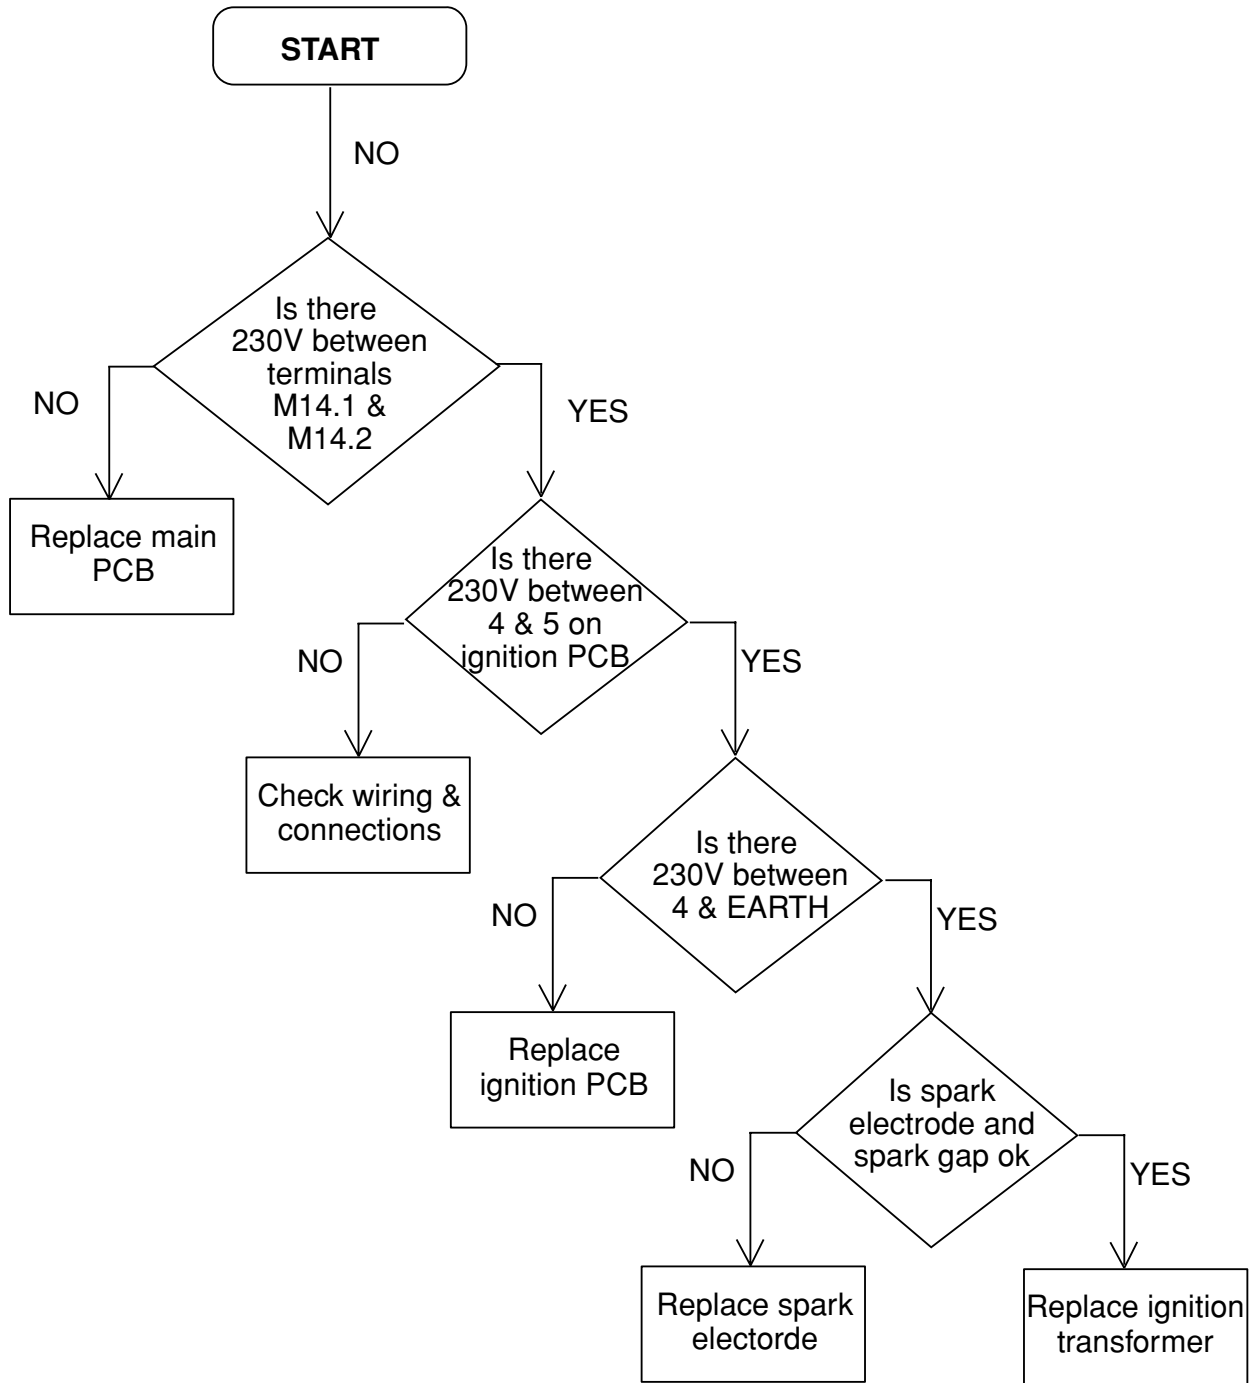 START
NO
Is there
230V between
terminals
M14.1 &
M14.2
NO
YES
Replace main
PCB
Is there
230V between
4 & 5 on
ignition PCB
NO
YES
Check wiring &
connections
Is there
230V between
4 & EARTH
NO
YES
Replace
ignition PCB
Is spark
electrode and
spark gap ok
NO
YES
Replace spark
electorde
Replace ignition
transformer